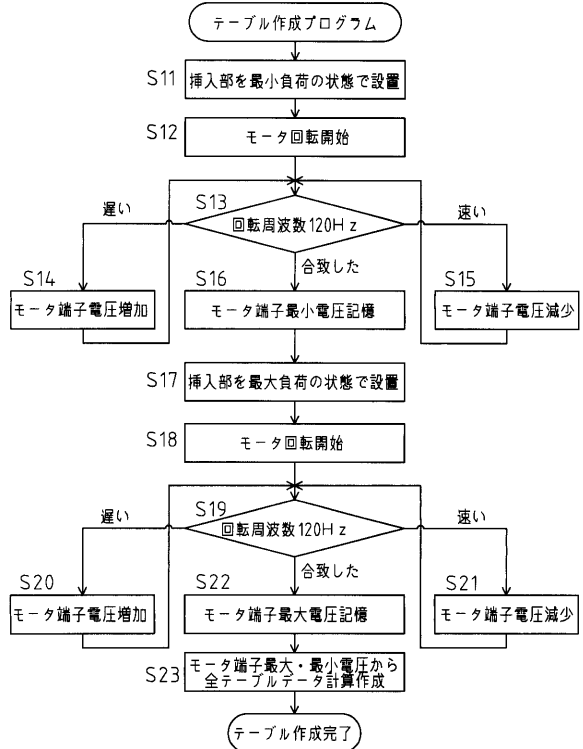 テーブル作成プログラム
S11
挿入部を最小負荷の状態で設置
S12
モータ回転開始
S13
遅い
回転周波数120Hz
速い
合致した
S14
モータ端子電圧増加
S16
モータ端子最小電圧記憶
S15
モータ端子電圧減少
S17
挿入部を最大負荷の状態で設置
S18
モータ回転開始
S19
遅い
回転周波数120Hz
速い
合致した
S20
モータ端子電圧増加
S22
モータ端子最大電圧記憶
S21
モータ端子電圧減少
S23
モータ端子最大・最小電圧から
全テーブルデータ計算作成
テーブル作成完了